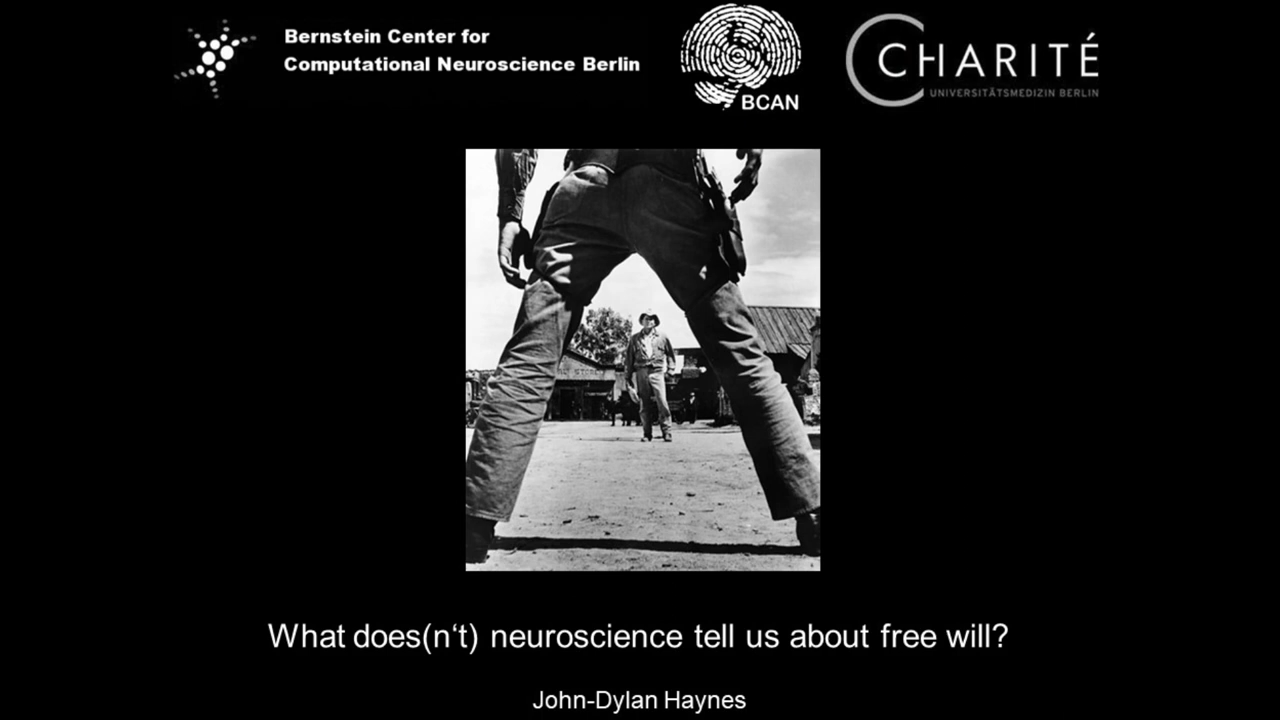 Bernstein Center for
Computational Neuroscience Berlin
BCAN
CHARITÉ
UNIVERSITÄTSMEDIZIN BERLIN
What does(n‘t) neuroscience tell us about free will?
John-Dylan Haynes